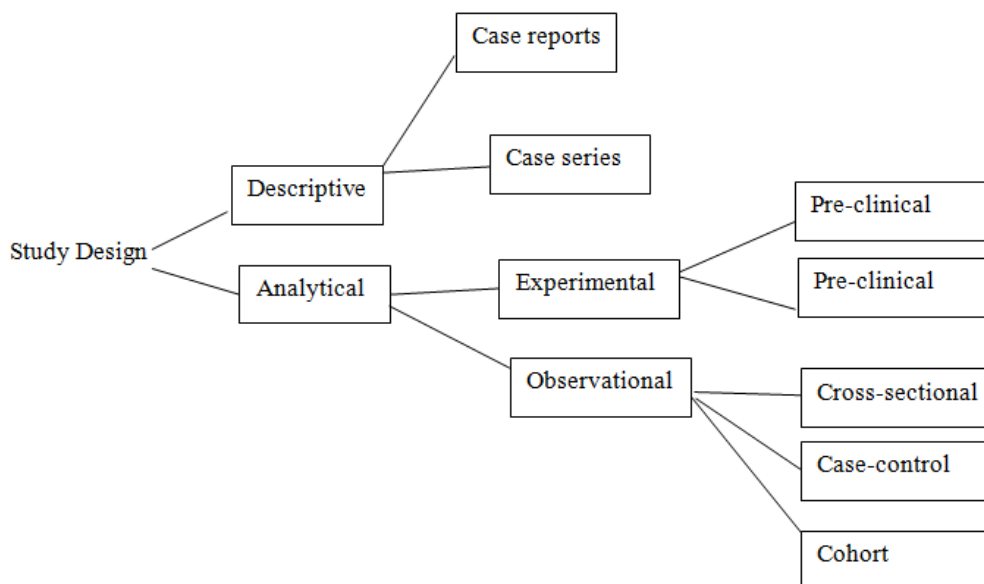 Case reports
Case series
Descriptive
Pre-clinical
Study Design
Analytical
Experimental
Pre-clinical
Observational
Cross-sectional
Case-control
Cohort